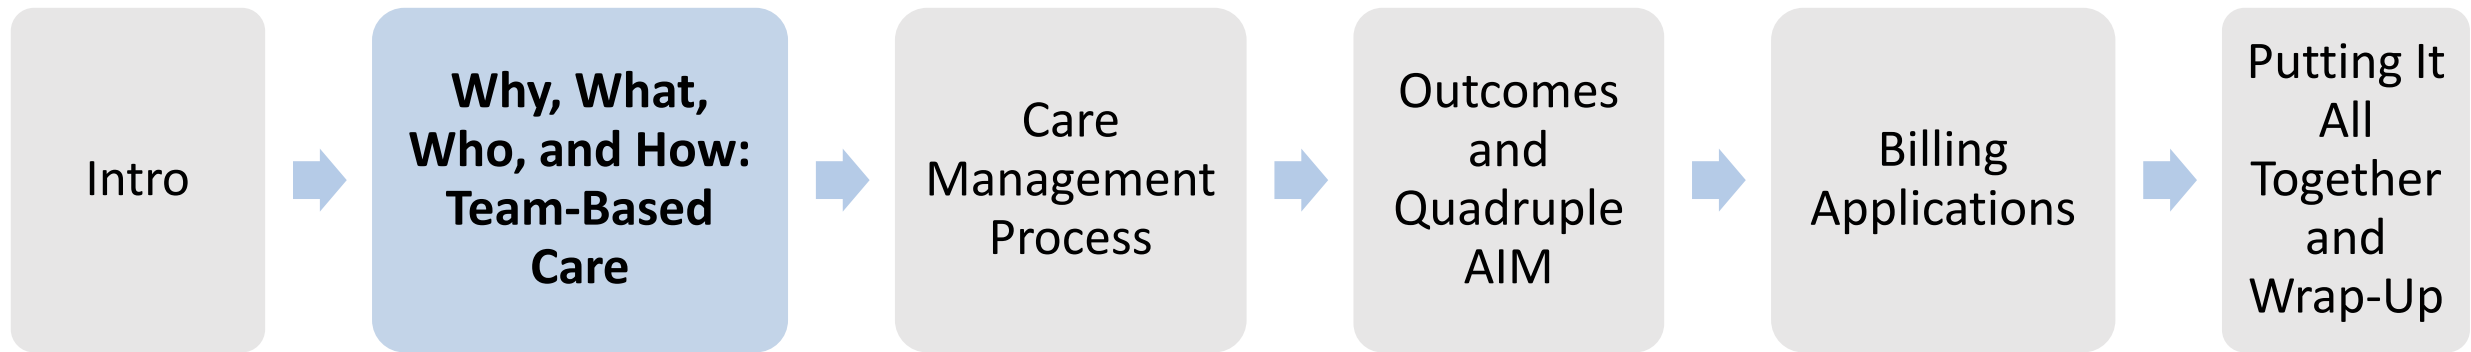 Intro
Why, What,
Who, and How:
Team-Based
Care
Care
Management
Process
Outcomes
and
Quadruple
AIM
Billing
Applications
Putting It
All
Together
and
Wrap-Up